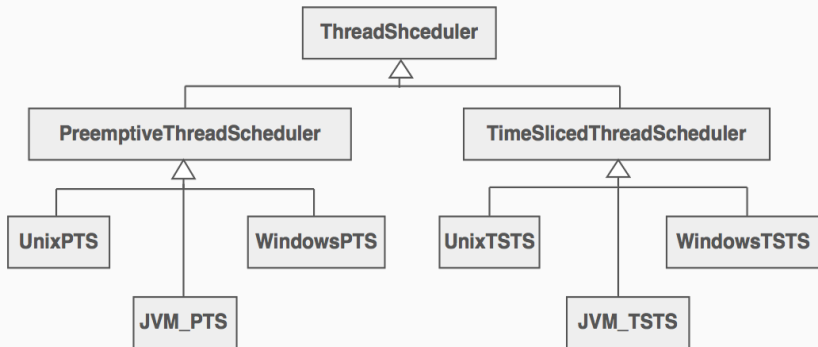 ThreadShceduler
PreemptiveThreadScheduler
TimeSlicedThreadScheduler
UnixPTS
WindowsPTS
UnixTSTS
WindowsTSTS
JVM_PTS
JVM_TSTS